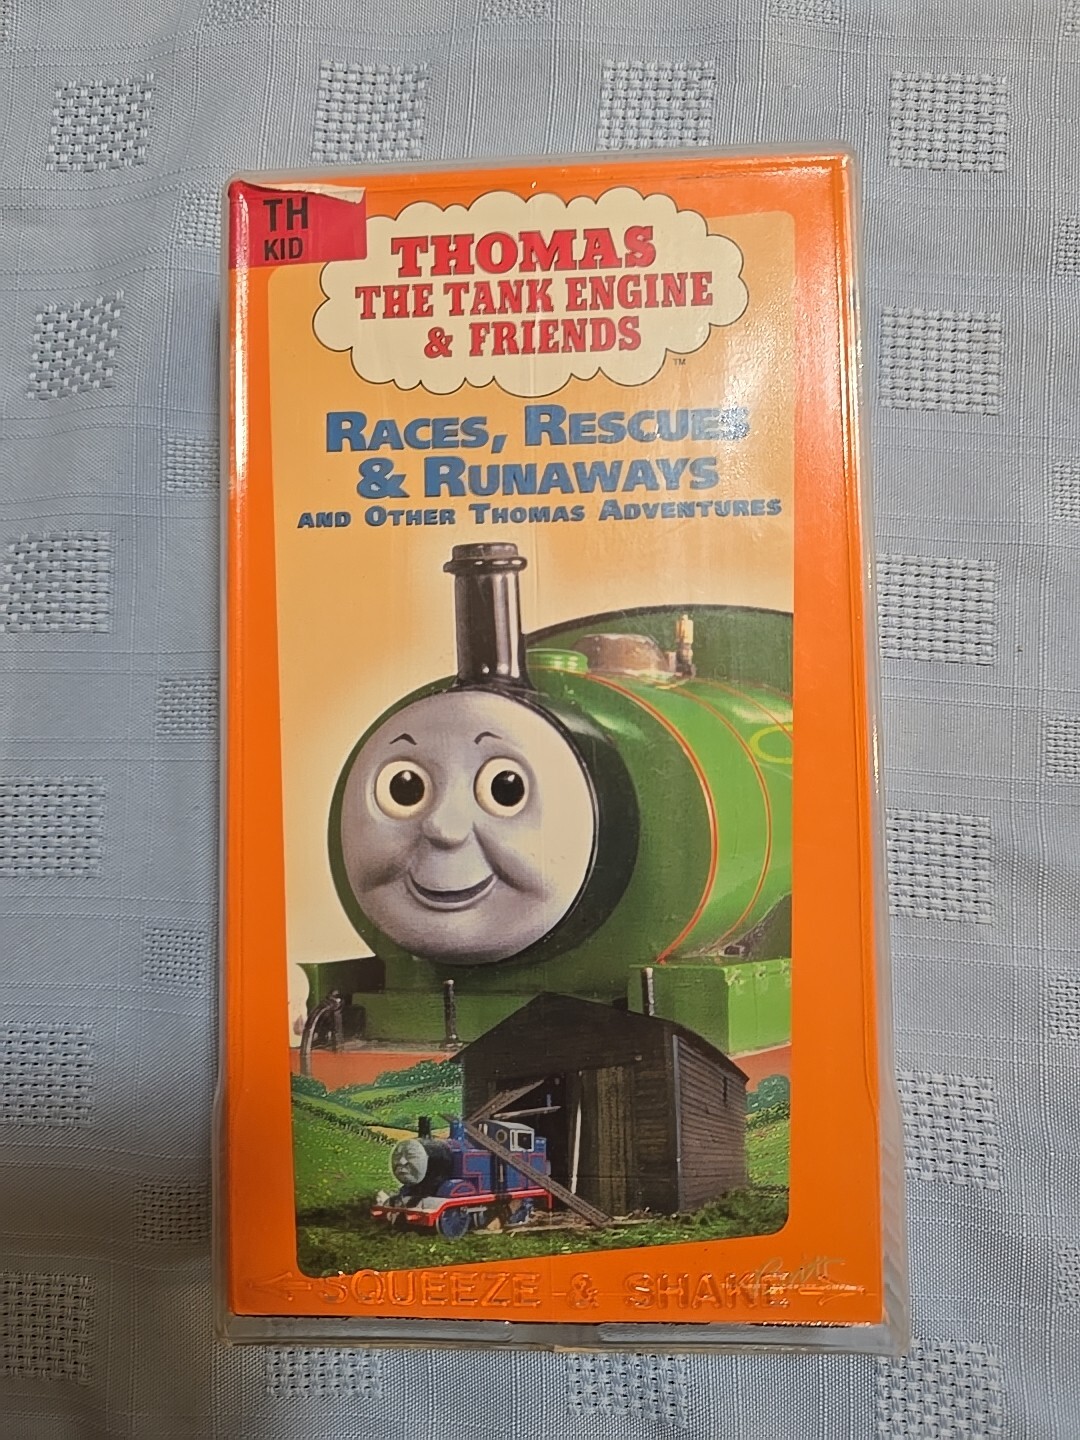 TH
KID
THOMAS
THE TANK ENGINE
& FRIENDS
™
RACES, RESCUES
& RUNAWAYS
AND OTHER THOMAS ADVENTURES
SQUEEZE & SHAKE